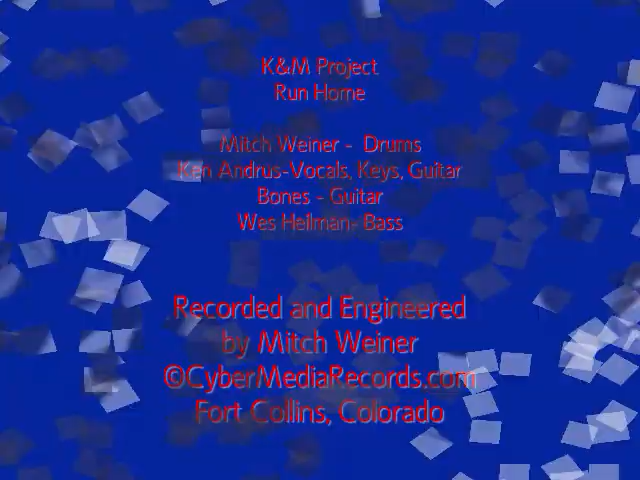 K&M Project
Run Home
Mitch Weiner - Drums
Ken Andrus-Vocals, Keys, Guitar
Bones - Guitar
Wes Heilman- Bass
Recorded and Engineered
by Mitch Weiner
©CyberMediaRecords.com
Fort Collins, Colorado